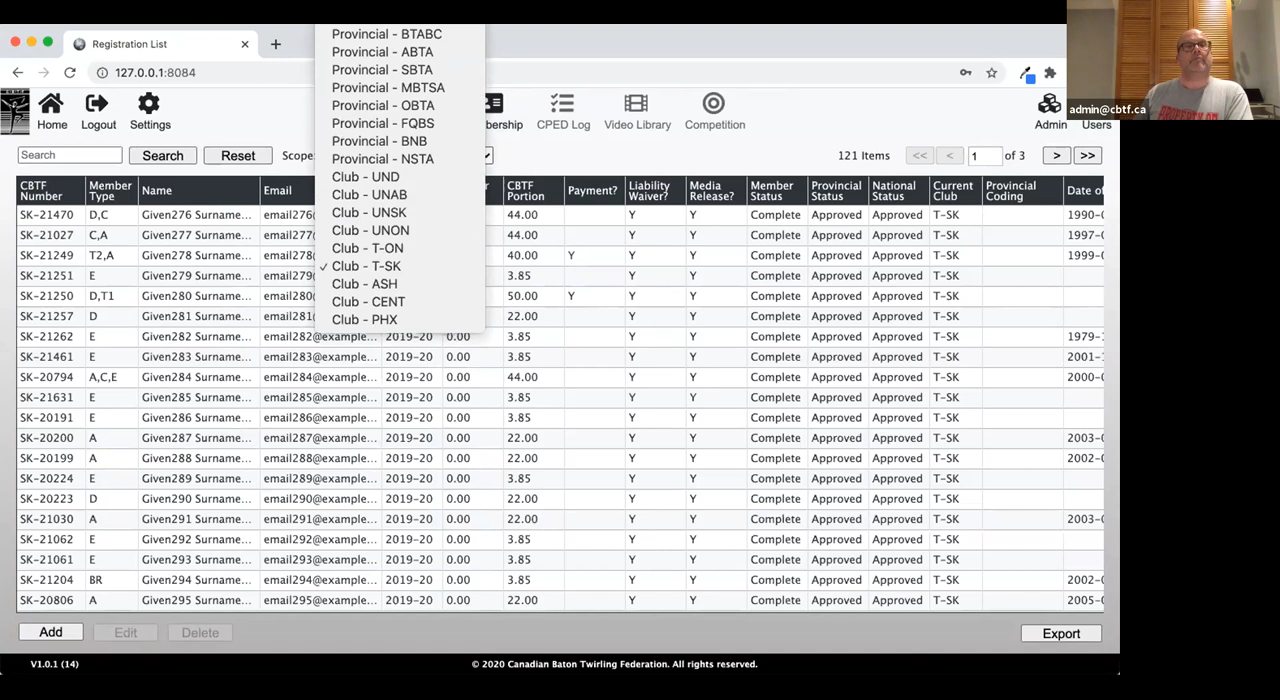 Registration List
127.0.0.1:8084
Home
Logout
Settings
bership
CPED Log
Video Library
Competition
Admin
Users
admin@cbtf.ca
Provincial - BTABC
Provincial - ABTA
Provincial - SBTA
Provincial - MBTSA
Provincial - OBTA
Provincial - FQBS
Provincial - BNB
Provincial - NSTA
Club - UND
Club - UNAB
Club - UNSK
Club - UNON
Club - T-ON
✓ Club - T-SK
Club - ASH
Club - CENT
Club - PHX
Search Search Reset Scope: 121 Items << < 1 of 3 > >>
CBTF Number Member Type Name Email CBTF Portion Payment? Liability Waiver? Media Release? Member Status Provincial Status National Status Current Club Provincial Coding Date of
SK-21470 D,C Given276 Surname... email276 44.00 Y Y Complete Approved Approved T-SK 1990-0
SK-21027 C,A Given277 Surname... email277 44.00 Y Y Complete Approved Approved T-SK 1997-0
SK-21249 T2,A Given278 Surname... email278 40.00 Y Y Y Complete Approved Approved T-SK 1999-0
SK-21251 E Given279 Surname... email279 3.85 Y Y Complete Approved Approved T-SK
SK-21250 D,T1 Given280 Surname... email280 50.00 Y Y Y Complete Approved Approved T-SK
SK-21257 D Given281 Surname... email281 22.00 Y Y Complete Approved Approved T-SK
SK-21262 E Given282 Surname... email282@example... 2019-20 0.00 3.85 Y Y Complete Approved Approved T-SK 1979-
SK-21461 E Given283 Surname... email283@example... 2019-20 0.00 3.85 Y Y Complete Approved Approved T-SK 2001-
SK-20794 A,C,E Given284 Surname... email284@example... 2019-20 0.00 44.00 Y Y Complete Approved Approved T-SK 2000-0
SK-21631 E Given285 Surname... email285@example... 2019-20 0.00 3.85 Y Y Complete Approved Approved T-SK
SK-20191 E Given286 Surname... email286@example... 2019-20 0.00 3.85 Y Y Complete Approved Approved T-SK
SK-20200 A Given287 Surname... email287@example... 2019-20 0.00 22.00 Y Y Complete Approved Approved T-SK 2003-0
SK-20199 A Given288 Surname... email288@example... 2019-20 0.00 22.00 Y Y Complete Approved Approved T-SK 2002-0
SK-20224 E Given289 Surname... email289@example... 2019-20 0.00 3.85 Y Y Complete Approved Approved T-SK
SK-20223 D Given290 Surname... email290@example... 2019-20 0.00 22.00 Y Y Complete Approved Approved T-SK
SK-21030 A Given291 Surname... email291@example... 2019-20 0.00 22.00 Y Y Complete Approved Approved T-SK 2003-0
SK-21062 E Given292 Surname... email292@example... 2019-20 0.00 3.85 Y Y Complete Approved Approved T-SK
SK-21061 E Given293 Surname... email293@example... 2019-20 0.00 3.85 Y Y Complete Approved Approved T-SK
SK-21204 BR Given294 Surname... email294@example... 2019-20 0.00 3.85 Y Y Complete Approved Approved T-SK 2002-0
SK-20806 A Given295 Surname... email295@example... 2019-20 0.00 22.00 Y Y Complete Approved Approved T-SK 2005-0
Add Edit Delete Export
V1.0.1 (14) © 2020 Canadian Baton Twirling Federation. All rights reserved.